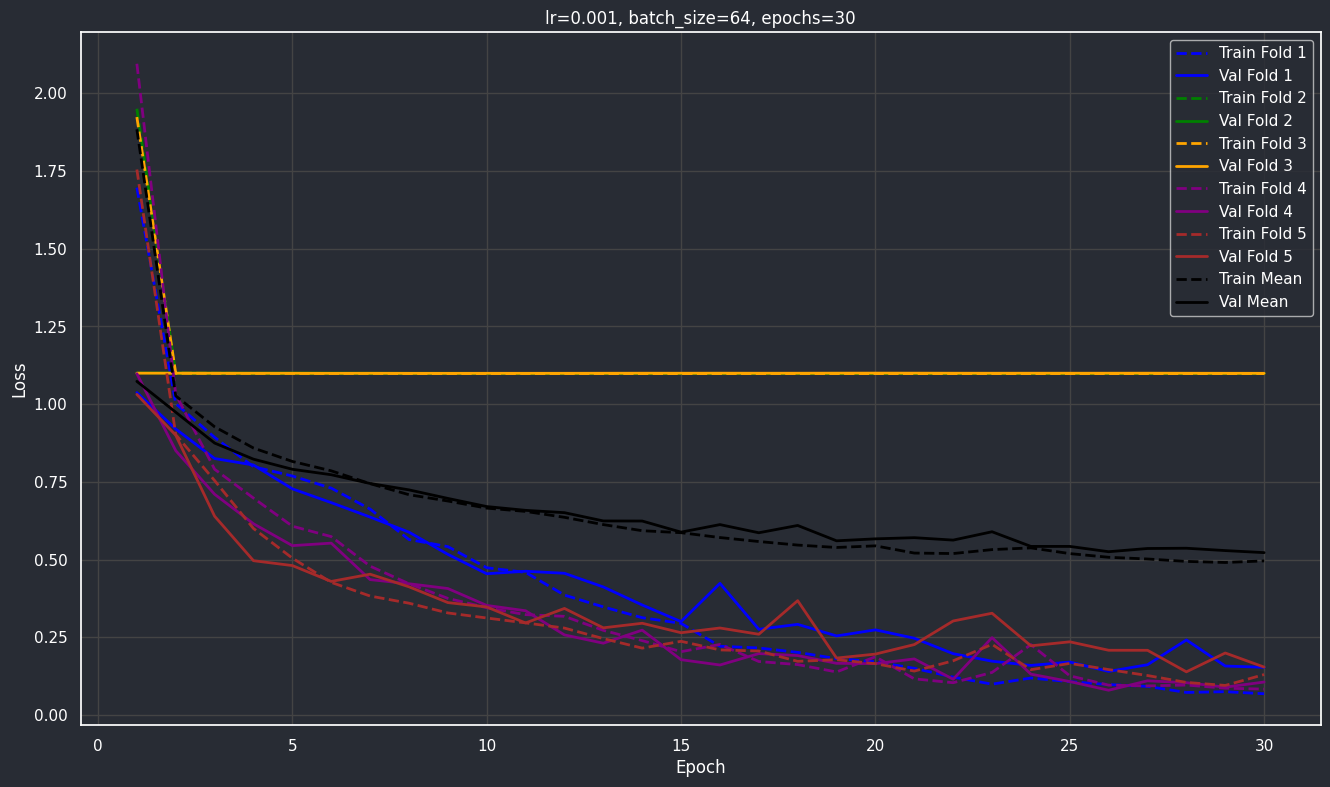 lr=0.001, batch_size=64, epochs=30
Train Fold 1
Val Fold 1
Train Fold 2
Val Fold 2
Train Fold 3
Val Fold 3
Train Fold 4
Val Fold 4
Train Fold 5
Val Fold 5
Train Mean
Val Mean
2.00
1.75
1.50
1.25
1.00
0.75
0.50
0.25
0.00
Loss
0 5 10 15 20 25 30
Epoch